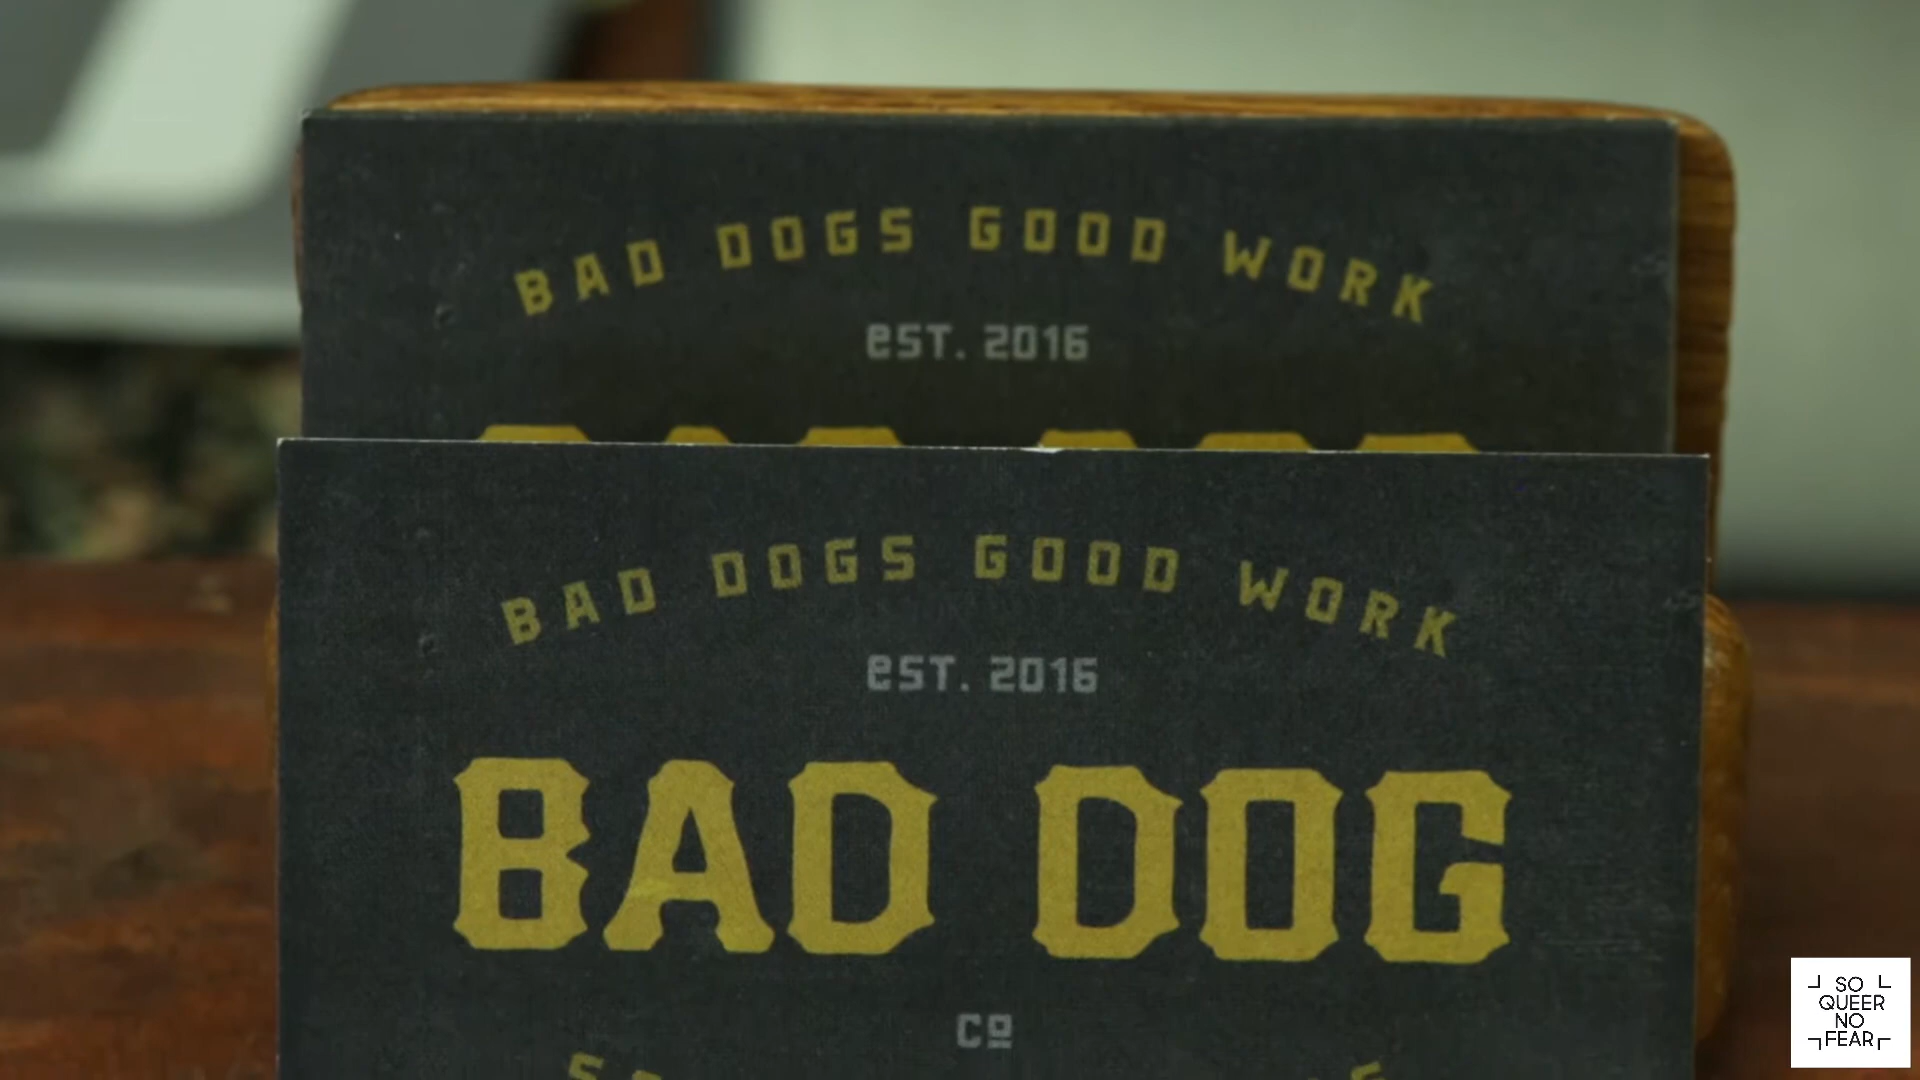 BAD DOGS GOOD WORK
eST. 2016
BAD DOGS GOOD WORK
eST. 2016
BAD DOG
Cº
SO
QUEER
NO
FEAR